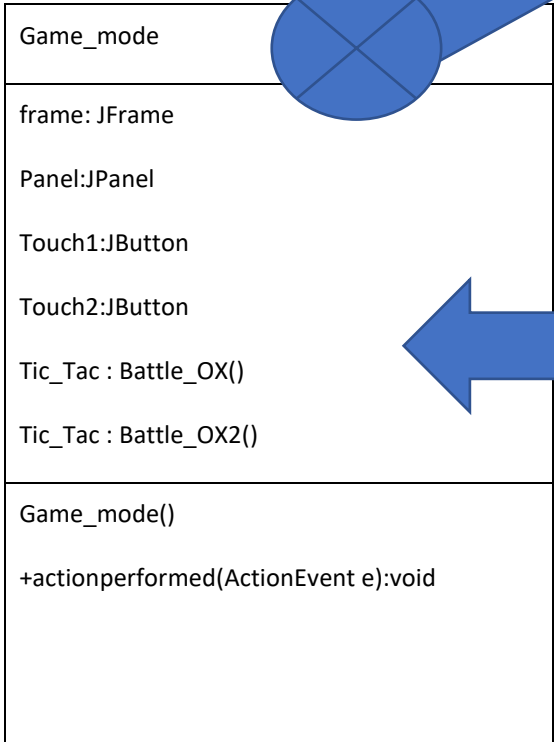 Game_mode
frame: JFrame
Panel:JPanel
Touch1:JButton
Touch2:JButton
Tic_Tac : Battle_OX()
Tic_Tac : Battle_OX2()
Game_mode()
+actionperformed(ActionEvent e):void